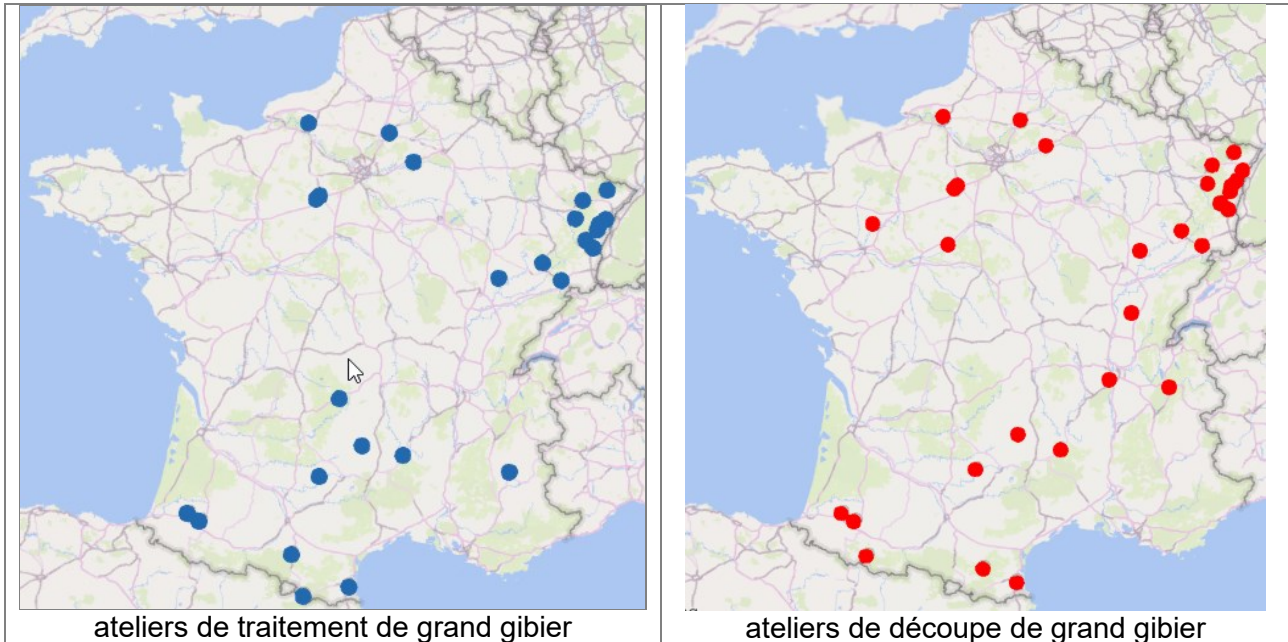 ateliers de traitement de grand gibier
ateliers de découpe de grand gibier